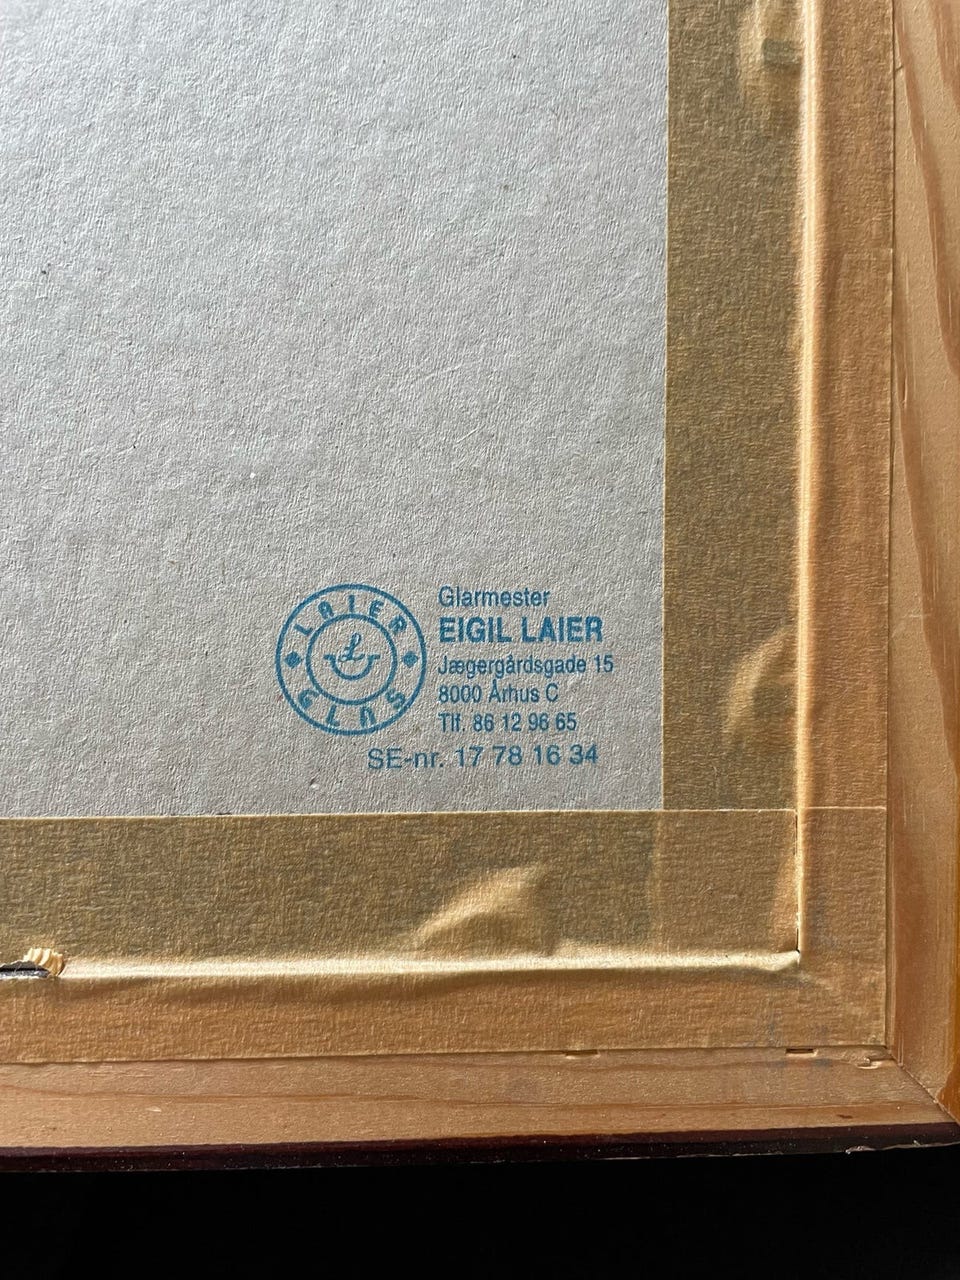 LAIER
GLAS
L
Glarmester
EIGIL LAIER
Jægergårdsgade 15
8000 Århus C
Tlf. 86 12 96 65
SE-nr. 17 78 16 34